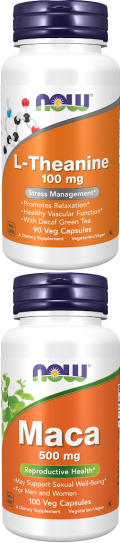 NOW
L-Theanine
100 mg
Stress Management*
• Promotes Relaxation*
• Healthy Vascular Function*
• With Decaf Green Tea
90 Veg Capsules
A Dietary Supplement Vegetarian/Vegan
NOW
Maca
500 mg
Reproductive Health*
• May Support Sexual Well-Being*
• For Men and Women
100 Veg Capsules
A Dietary Supplement Vegetarian/Vegan